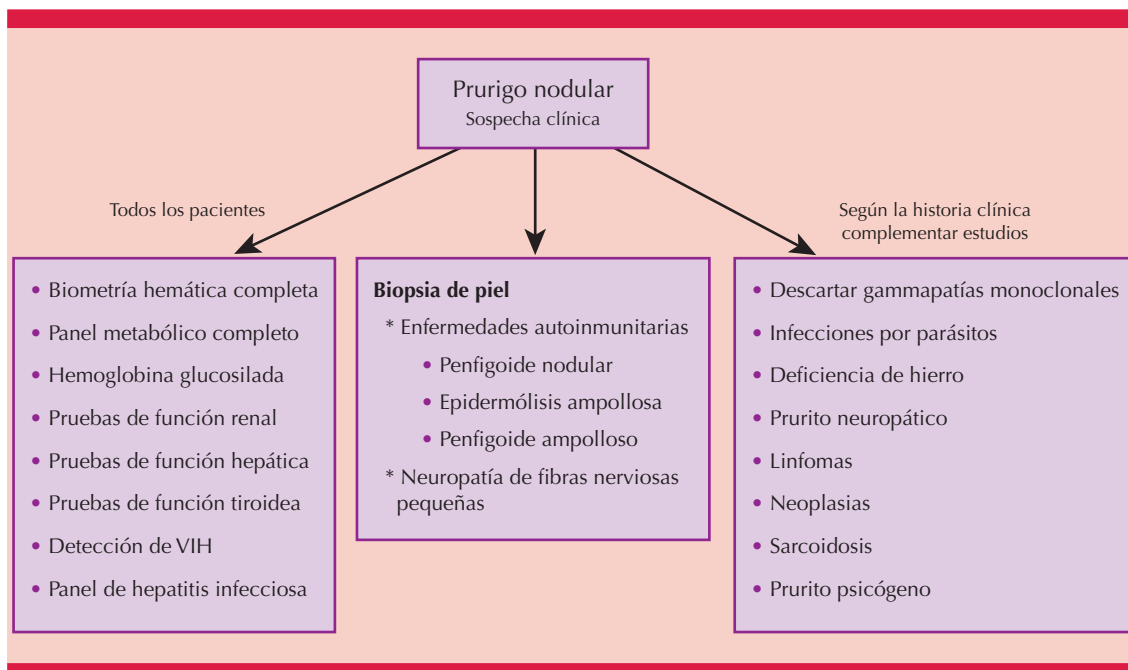 Prurigo nodular
Sospecha clínica
Todos los pacientes
Según la historia clínica
complementar estudios
• Biometría hemática completa
• Panel metabólico completo
• Hemoglobina glucosilada
• Pruebas de función renal
• Pruebas de función hepática
• Pruebas de función tiroidea
• Detección de VIH
• Panel de hepatitis infecciosa
Biopsia de piel
* Enfermedades autoinmunitarias
• Penfigoide nodular
• Epidermólisis ampollosa
• Penfigoide ampolloso
* Neuropatía de fibras nerviosas
pequeñas
• Descartar gammapatías monoclonales
• Infecciones por parásitos
• Deficiencia de hierro
• Prurito neuropático
• Linfomas
• Neoplasias
• Sarcoidosis
• Prurito psicógeno